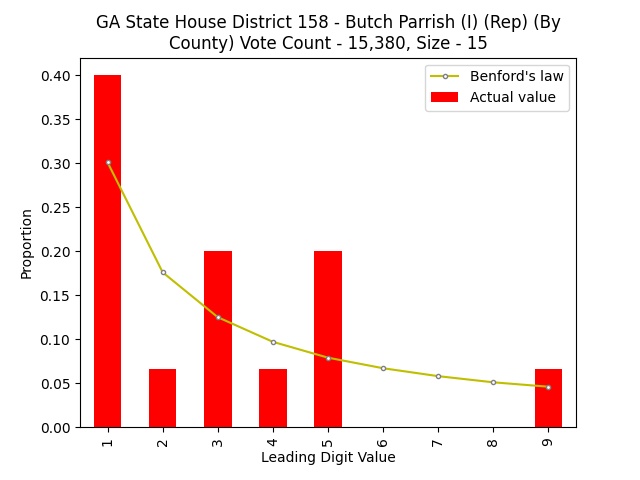 GA State House District 158 - Butch Parrish (I) (Rep) (By
County) Vote Count - 15,380, Size - 15
Benford's law
Actual value
Proportion
0.40
0.35
0.30
0.25
0.20
0.15
0.10
0.05
0.00
1 2 3 4 5 6 7 8 9
Leading Digit Value